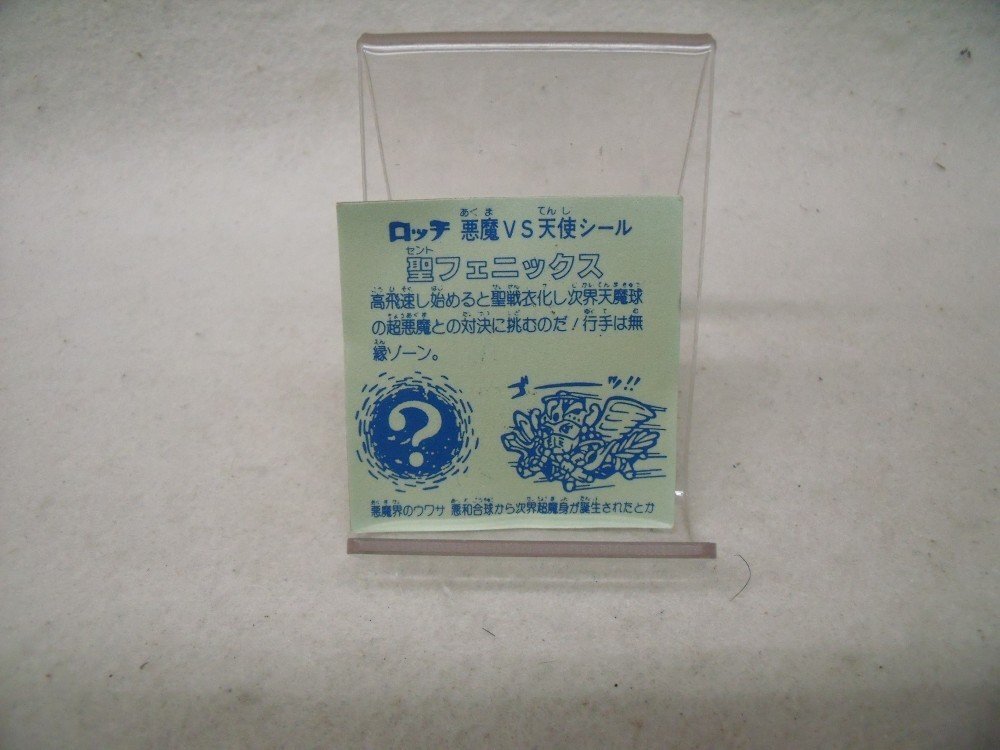 ロッチ 悪魔VS天使シール
聖フェニックス
高飛速し始めると聖戦衣化し次界天魔球
の超悪魔との対決に挑むのだ!行手は無
縁ゾーン。
?
ゴーーッ!!
悪魔界のウワサ 悪和合球から次界超魔身が誕生されたとか